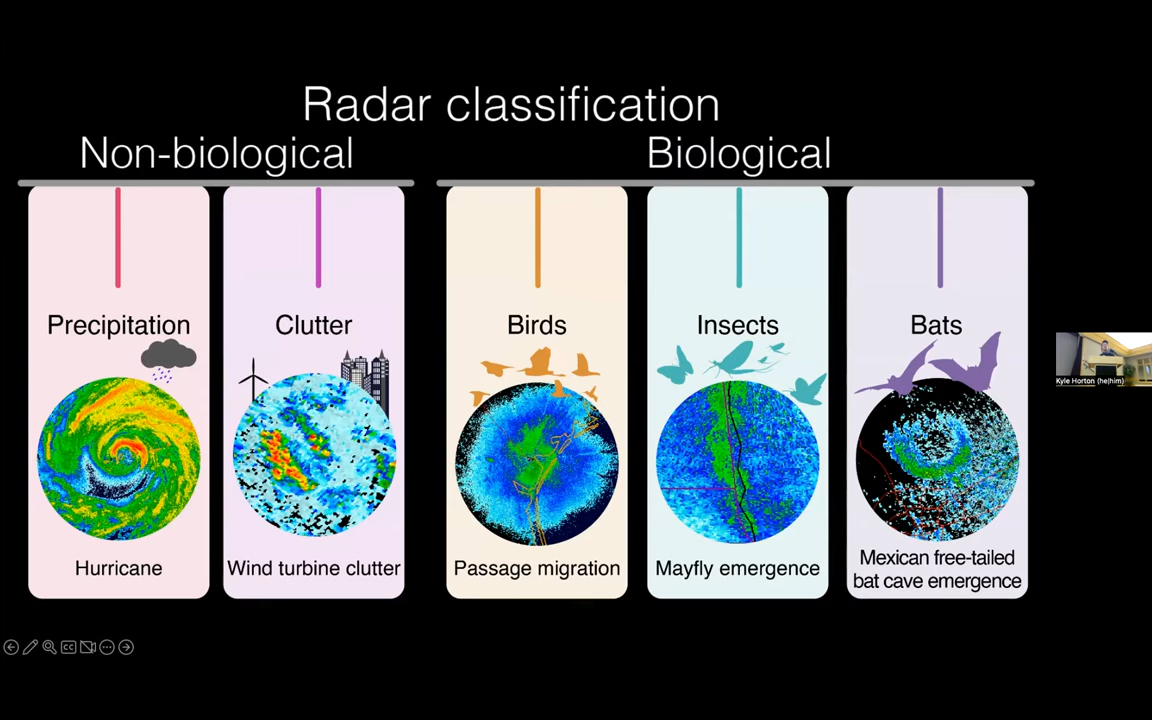 Radar classification
Non-biological
Biological
Precipitation
Clutter
Birds
Insects
Bats
Hurricane
Wind turbine clutter
Passage migration
Mayfly emergence
Mexican free-tailed
bat cave emergence
Kyle Horton (he|him)
CC